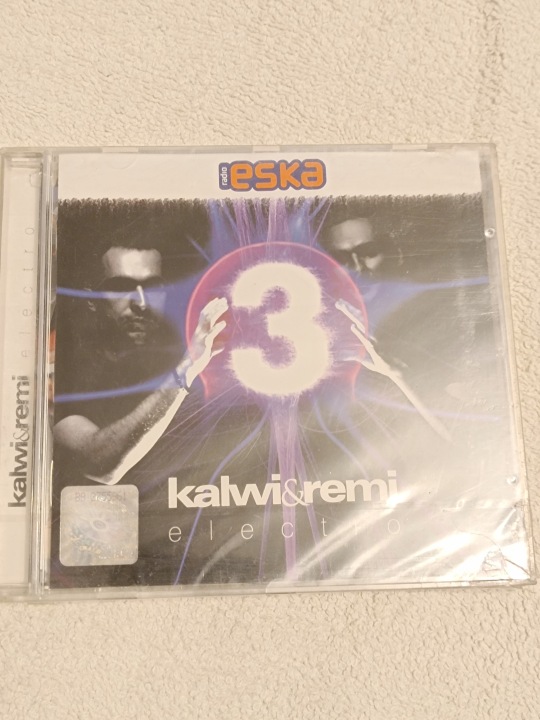 radio eska
3
kalwi&remi
electro
kalwi&remi electro